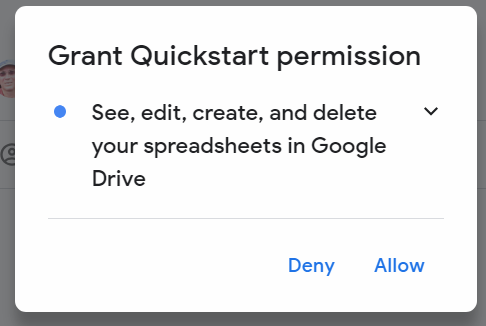 Grant Quickstart permission
See, edit, create, and delete
your spreadsheets in Google
Drive
Deny Allow